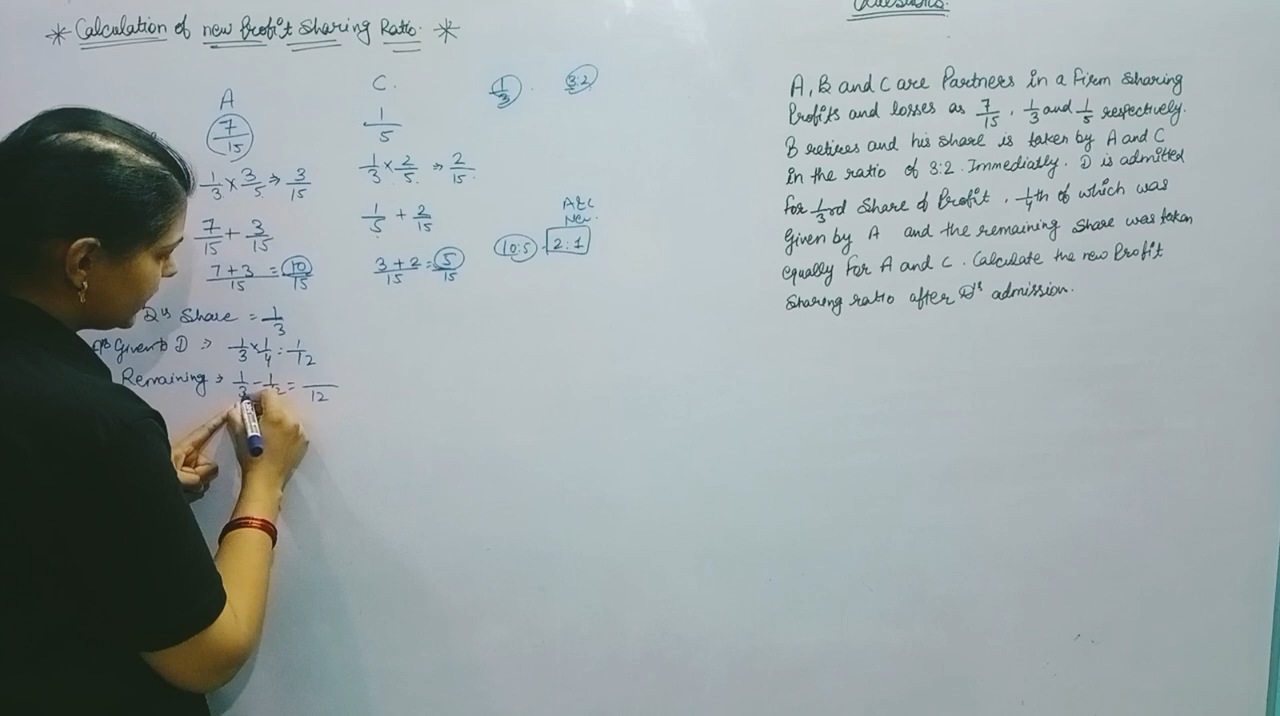 * Calculation of new Profit Sharing Ratio. *
A
7/15
1/3 × 3/5 ⇒ 3/15
7/15 + 3/15
7+3/15 = 10/15
C.
1/5
1/3 × 2/5 ⇒ 2/15
1/5 + 2/15
3+2/15 = 5/15
1/3 . 3:2
A&C
New.
10:5 - 2:1
D's Share = 1/3
Given to D ⇒ 1/3 × 1/4 = 1/12
Remaining ⇒ 1/3 - 1/12 = /12
Questions.
A, B and C are Partners in a firm sharing
Profits and losses as 7/15, 1/3 and 1/5 respectively.
B retires and his share is taken by A and C
in the ratio of 3:2. Immediatly. D is admitted
for 1/3rd Share of Profit, 1/4th of which was
given by A and the remaining Share was taken
equally for A and C. Calculate the new Profit
Sharing ratio after D's admission.